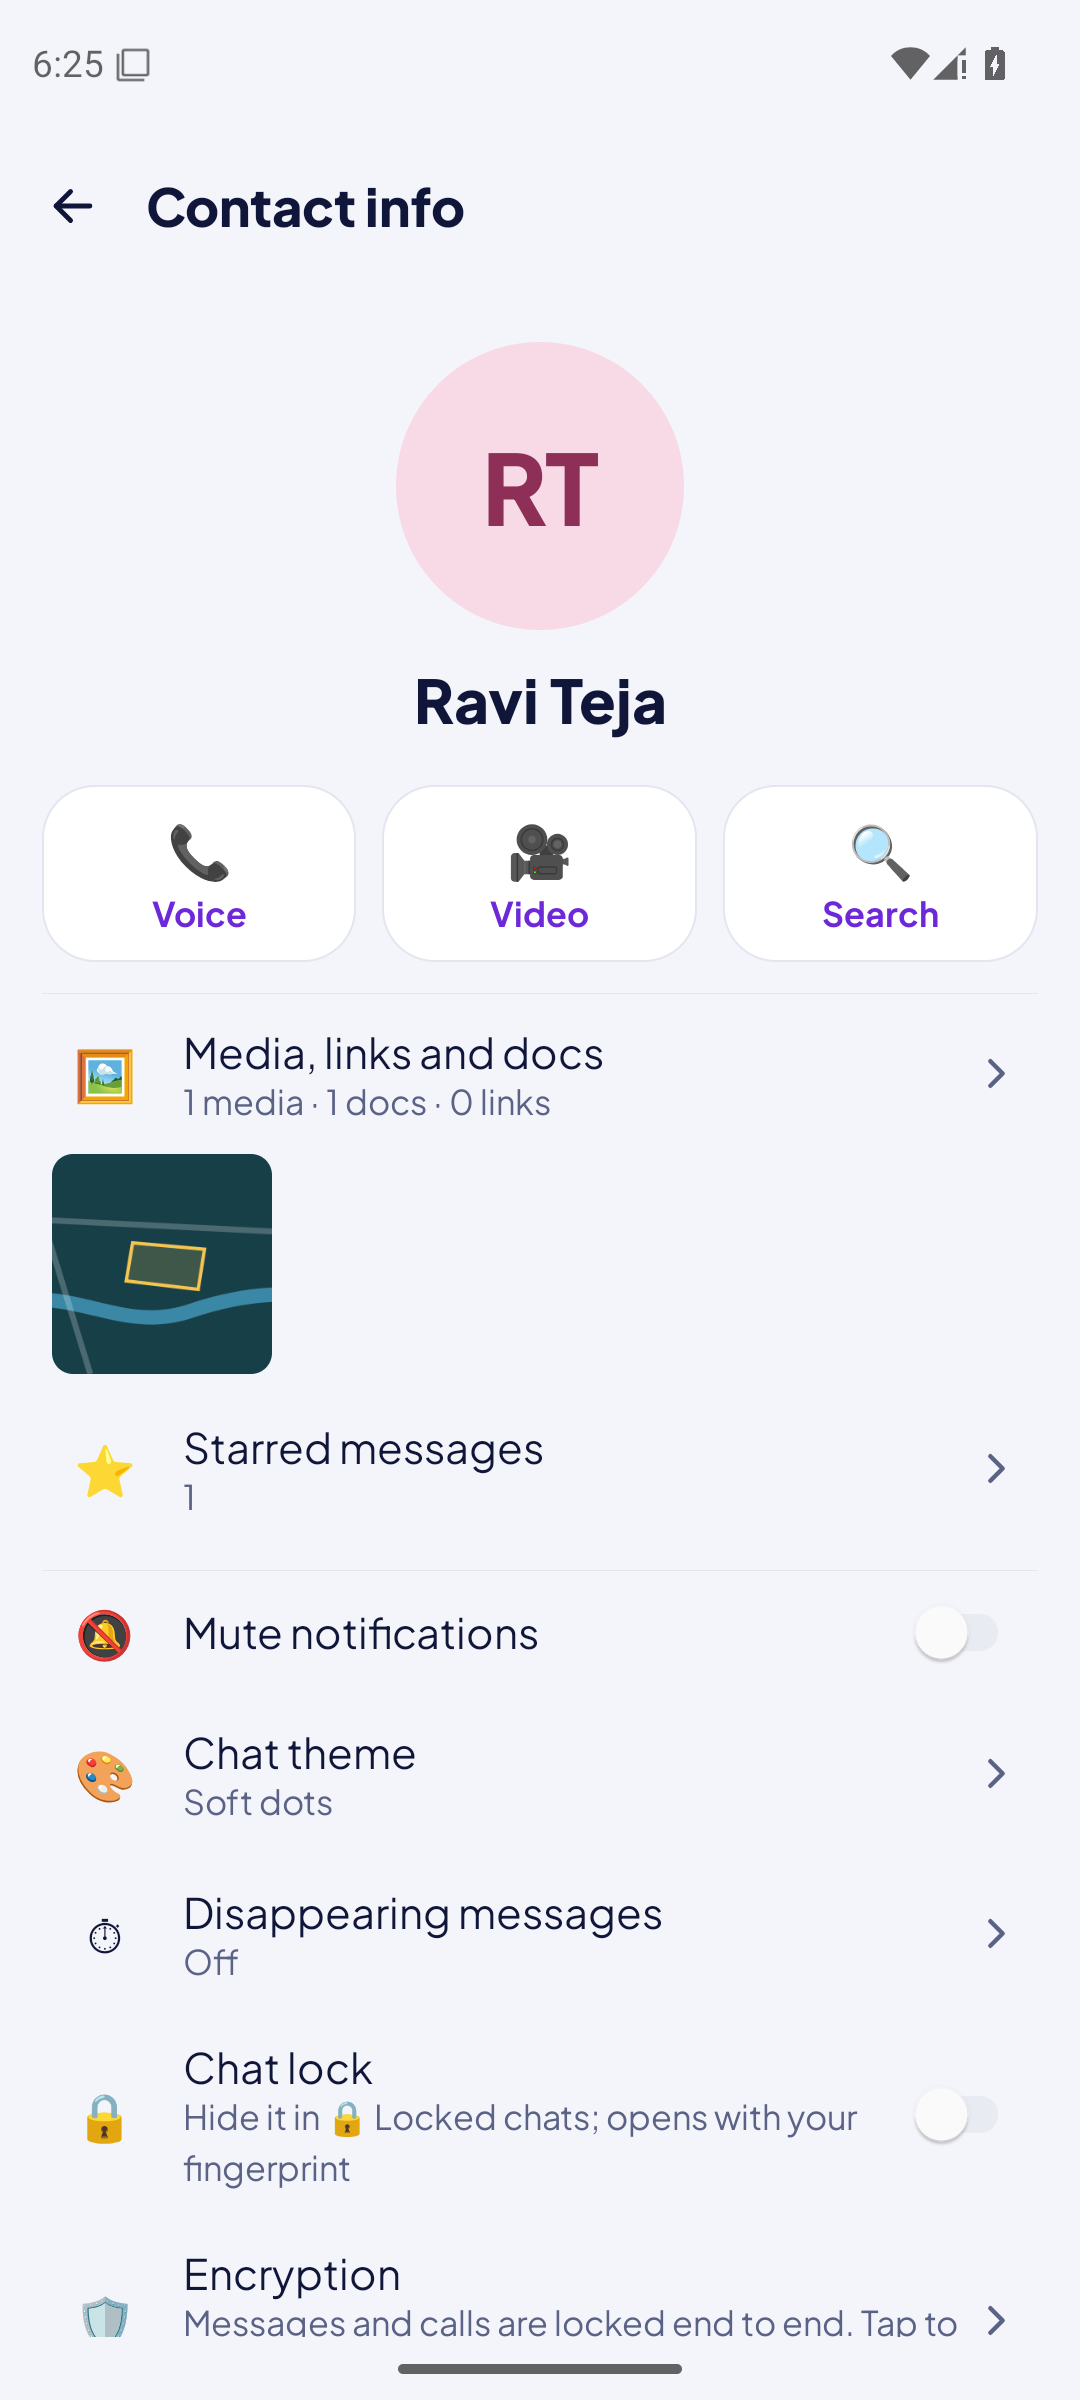 6:25
Contact info
RT
Ravi Teja
Voice
Video
Search
Media, links and docs
1 media · 1 docs · 0 links
Starred messages
1
Mute notifications
Chat theme
Soft dots
Disappearing messages
Off
Chat lock
Hide it in 🔒 Locked chats; opens with your
fingerprint
Encryption
Messages and calls are locked end to end. Tap to